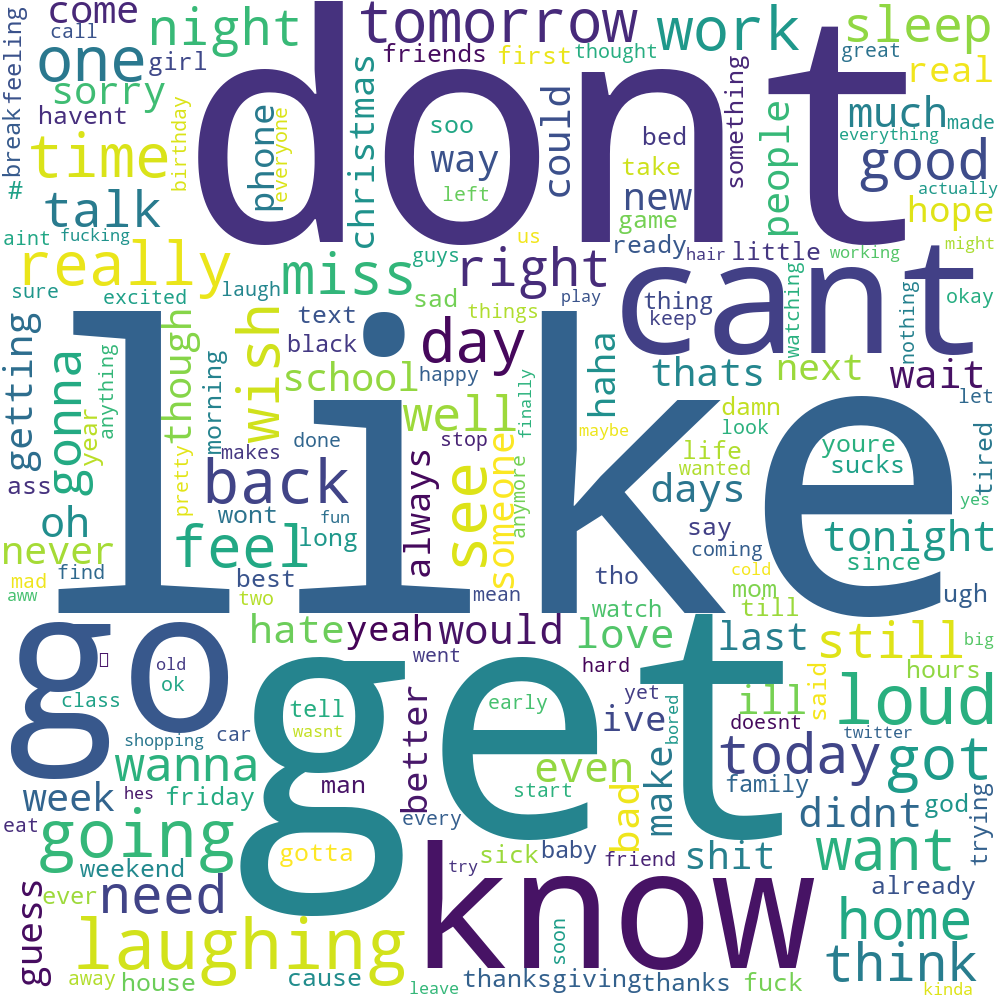 come
call
night
tomorrow
work
sleep
one
girl
friends
first
thought
great
real
sorry
breakfeeling
havent
#
time
birthday
phone
everyone
christmas
dont
soo
way
left
could
bed
take
new
game
something
people
much
made
everything
good
actually
hope
talk
aint
fucking
really
sure
excited
laugh
miss
guys
sad
us
right
things
play
ready
hair
little
working
might
cant
thing
keep
watching
nothing
okay
getting
gonna
year
anything
though
pretty
morning
wish
text
black
school
day
happy
haha
thats
next
wait
let
like
well
finally
maybe
damn
look
life
wanted
youre
sucks
tired
yes
ass
oh
makes
done
back
stop
always
see
someone
anymore
days
say
coming
tonight
since
never
mad
aww
find
feel
wont
fun
long
best
two
mean
tho
watch
cold
mom
till
ugh
go
old
ok
class
shopping
hate
yeah
would
love
last
still
big
went
hard
hours
get
tell
wasnt
early
yet
ive
bored
ill
doesnt
said
loud
twitter
better
make
today
got
wanna
car
week
hes
friday
man
even
start
family
every
bad
didnt
god
trying
eat
going
gotta
weekend
know
try
sick
baby
friend
shit
want
already
guess
ever
need
laughing
soon
home
think
away
house
cause
leave
thanksgiving
thanks
fuck
kinda